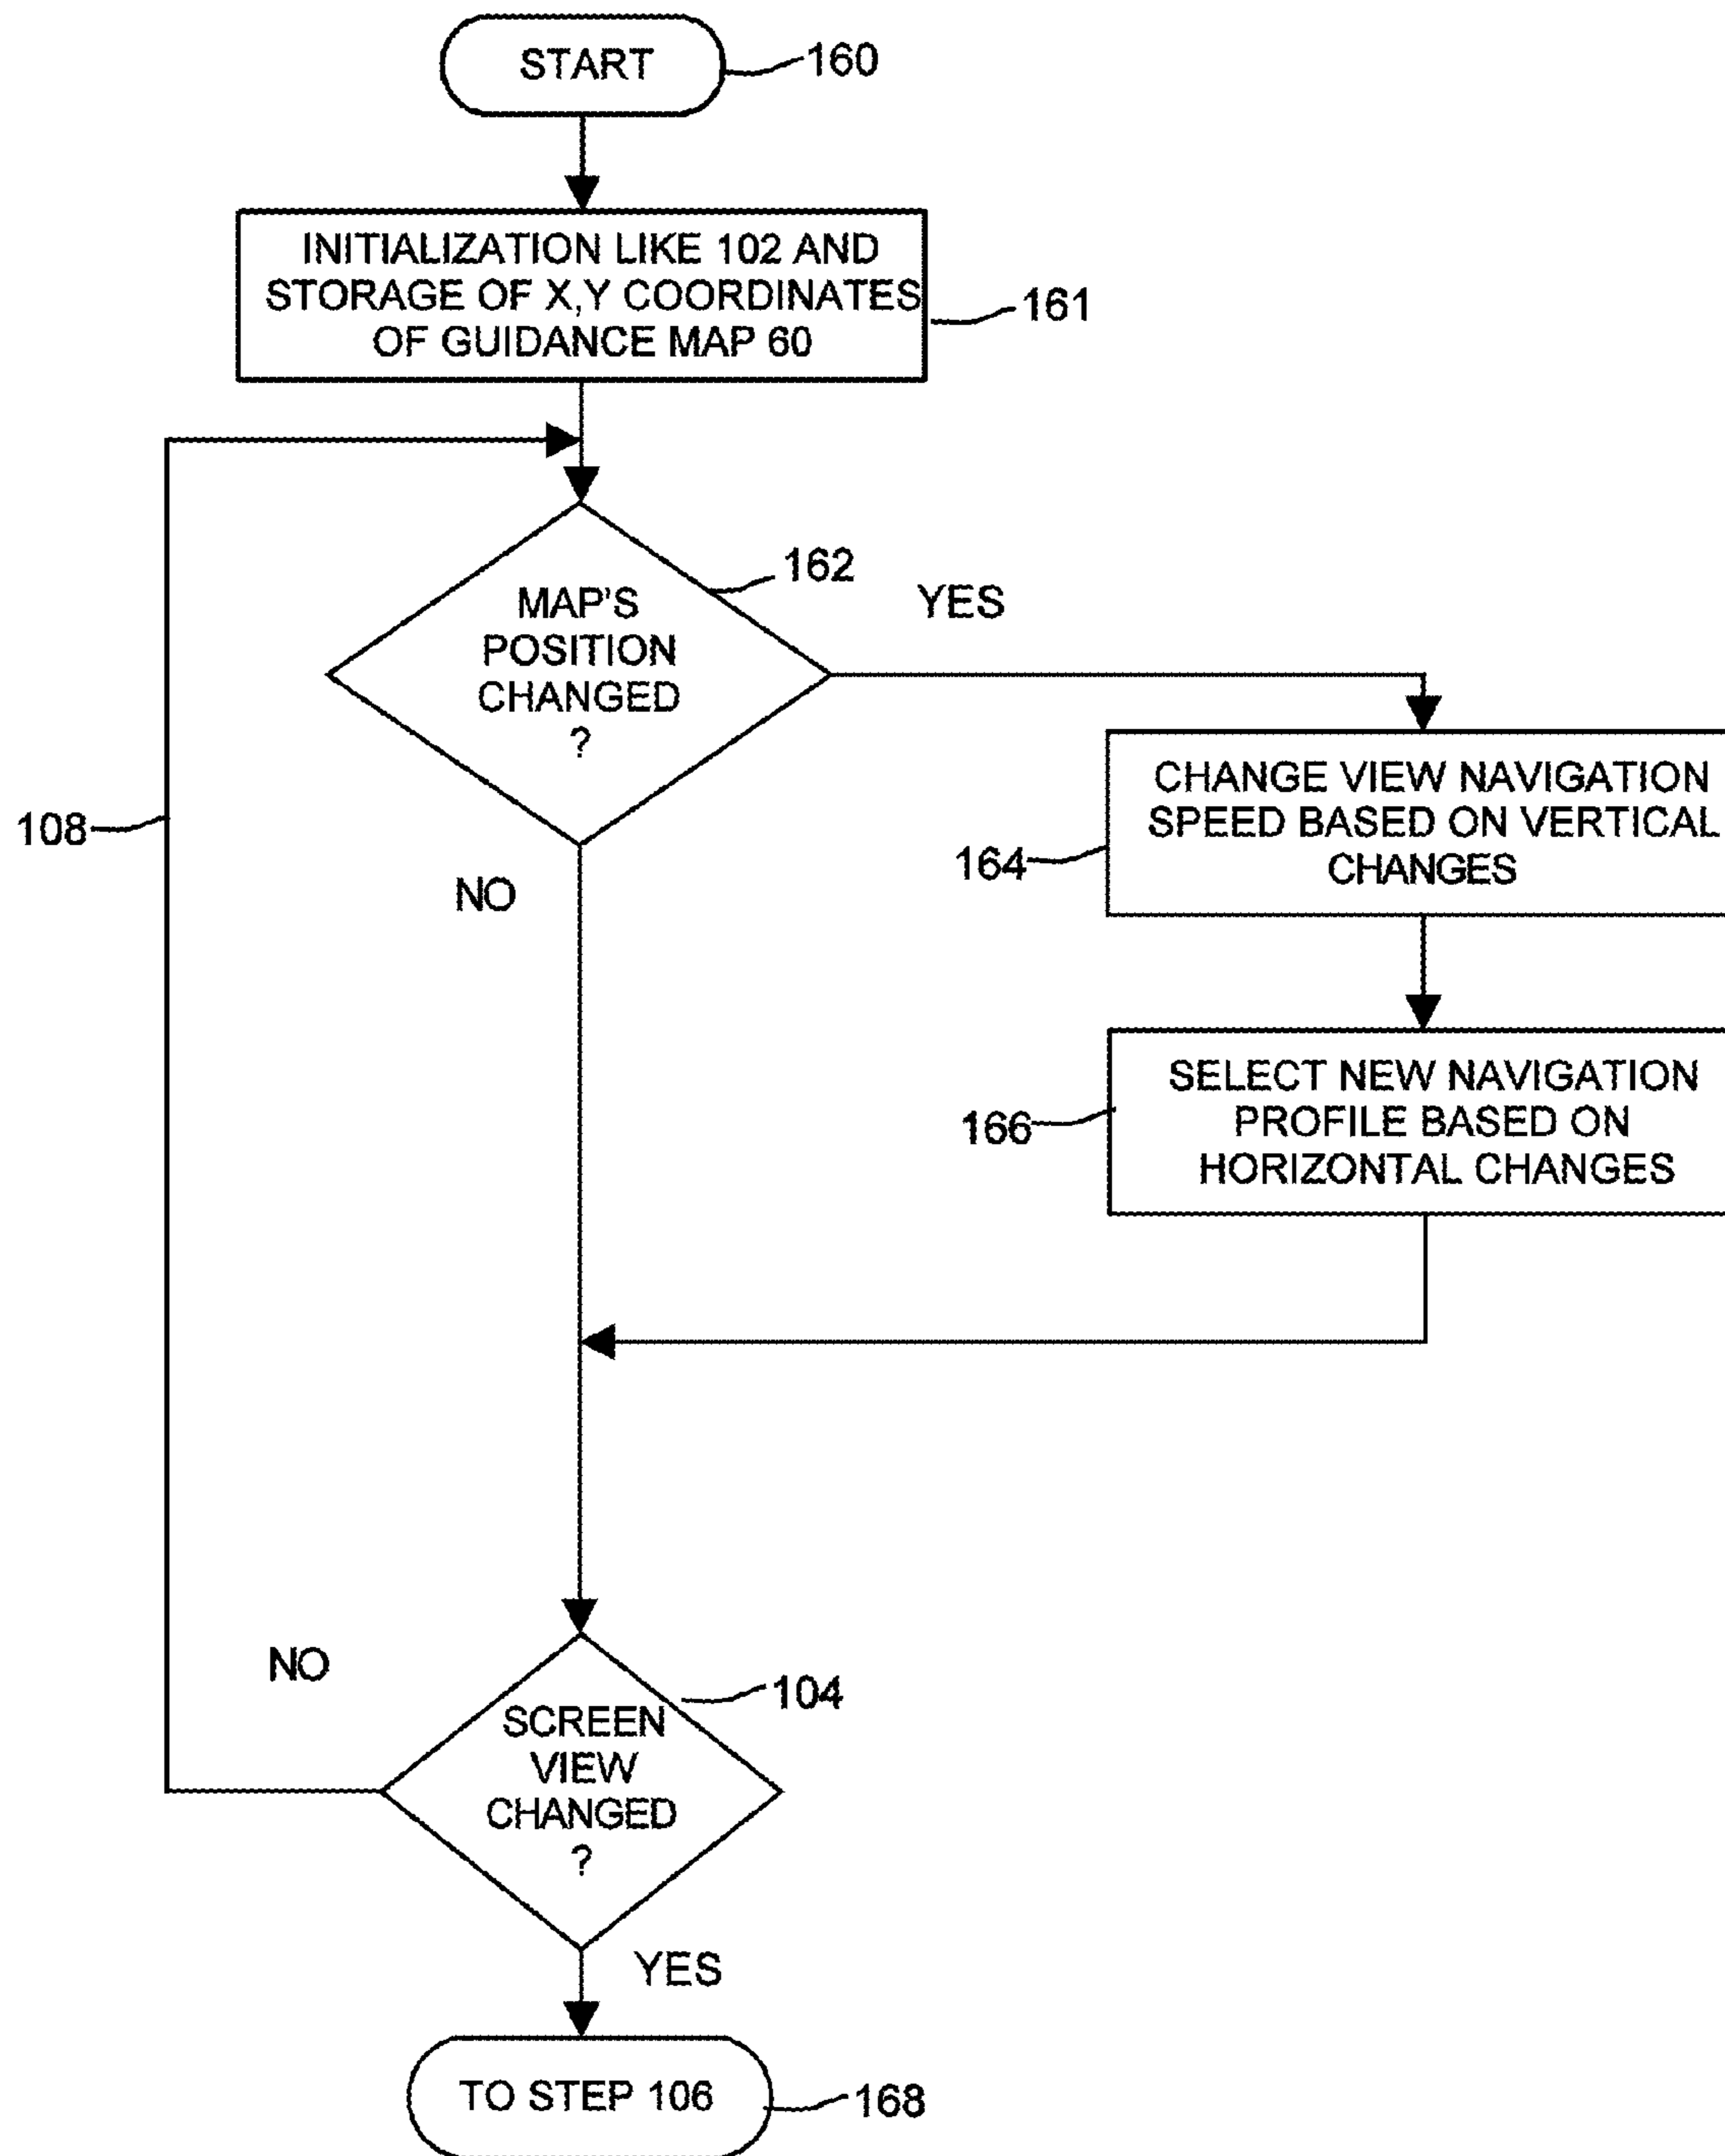 START
160
INITIALIZATION LIKE 102 AND
STORAGE OF X,Y COORDINATES
OF GUIDANCE MAP 60
161
162
MAP'S
POSITION
CHANGED
?
YES
CHANGE VIEW NAVIGATION
SPEED BASED ON VERTICAL
CHANGES
164
108
NO
SELECT NEW NAVIGATION
PROFILE BASED ON
HORIZONTAL CHANGES
166
NO
104
SCREEN
VIEW
CHANGED
?
YES
TO STEP 106
168